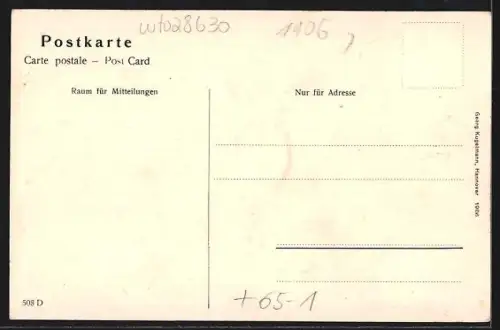 wto28630
1906
Postkarte
Carte postale – Post Card
Raum für Mitteilungen
Nur für Adresse
Georg Kugelmann, Hannover 1906
508 D
+65-1